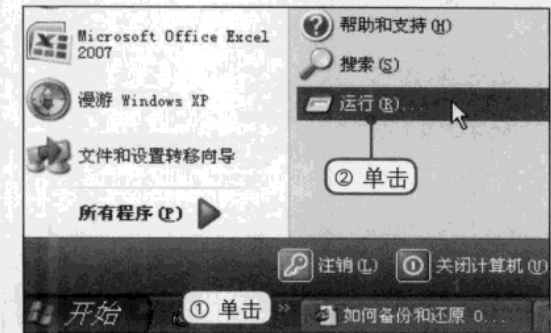 Microsoft Office Excel
2007
漫游 Windows XP
文件和设置转移向导
所有程序(P)
帮助和支持(H)
搜索(S)
运行(R)...
② 单击
注销(L)
关闭计算机(U)
开始
① 单击
»
如何备份和还原 O...